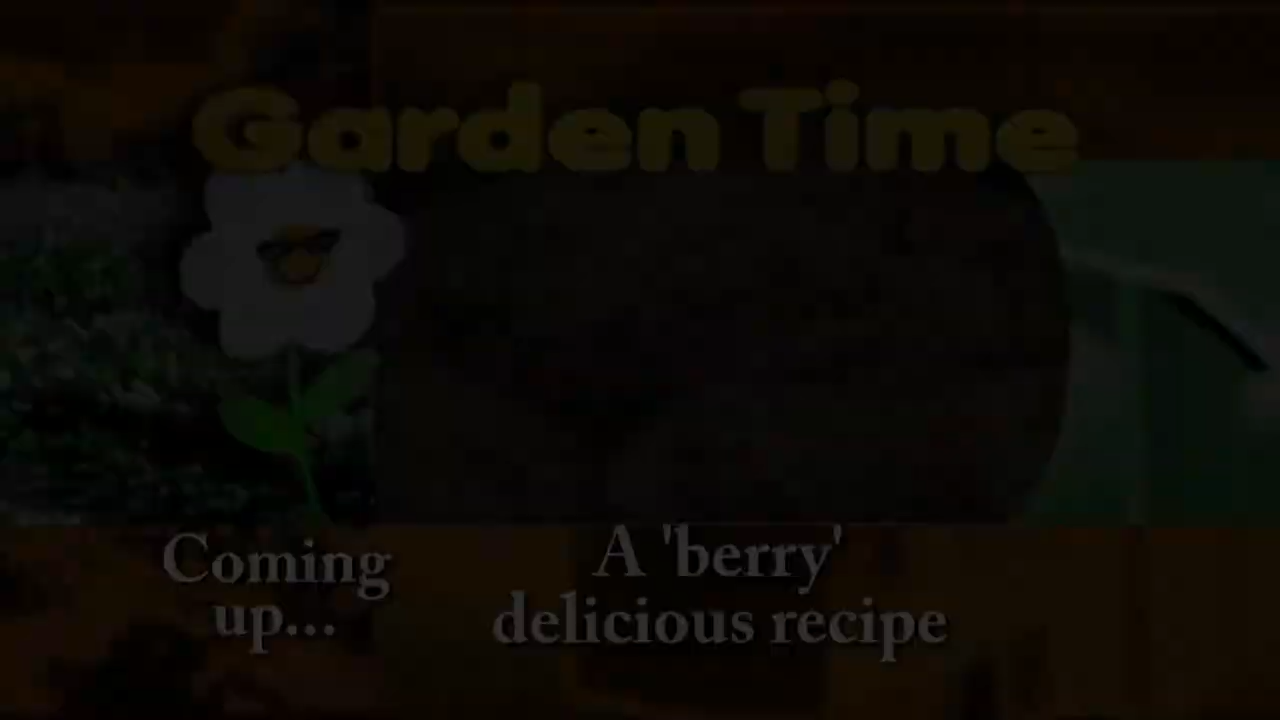 Garden Time
Coming
up...
A 'berry'
delicious recipe